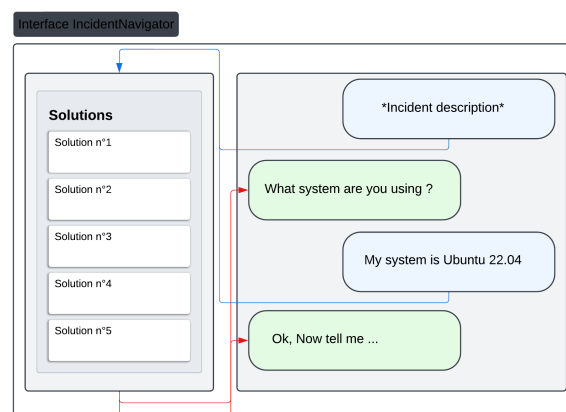 Interface IncidentNavigator
Solutions
Solution n°1
Solution n°2
Solution n°3
Solution n°4
Solution n°5
*Incident description*
What system are you using ?
My system is Ubuntu 22.04
Ok, Now tell me ...